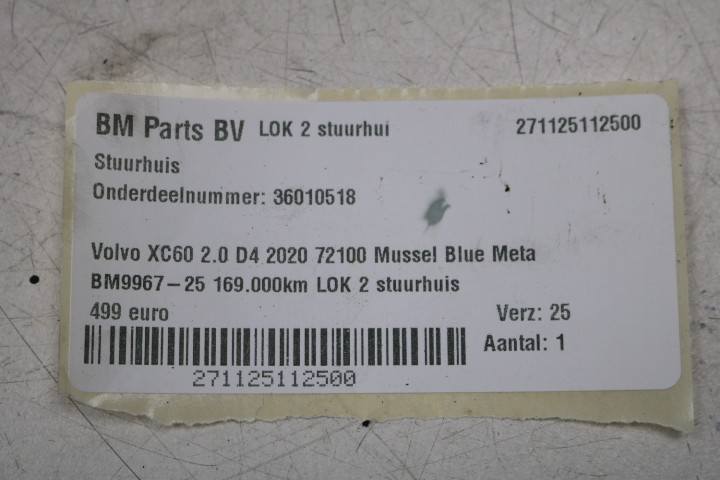 BM Parts BV LOK 2 stuurhui 271125112500
Stuurhuis
Onderdeelnummer: 36010518
Volvo XC60 2.0 D4 2020 72100 Mussel Blue Meta
BM9967-25 169.000km LOK 2 stuurhuis
499 euro Verz: 25
Aantal: 1
271125112500